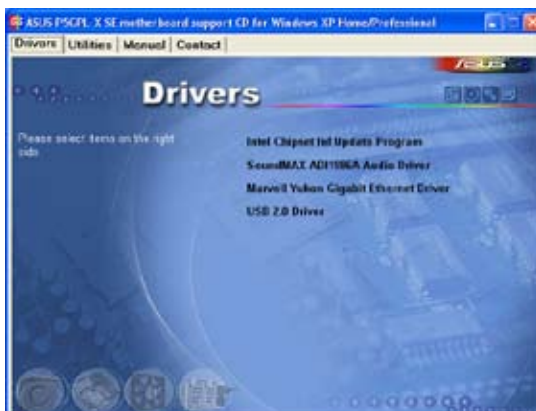 ASUS P5GPL-X SE motherboard support CD for Windows XP Home/Professional
Drivers Utilities Manual Contact
ASUS
Drivers
Please select items on the right side.
Intel Chipset Inf Update Program
SoundMAX ADI1986A Audio Driver
Marvell Yukon Gigabit Ethernet Driver
USB 2.0 Driver